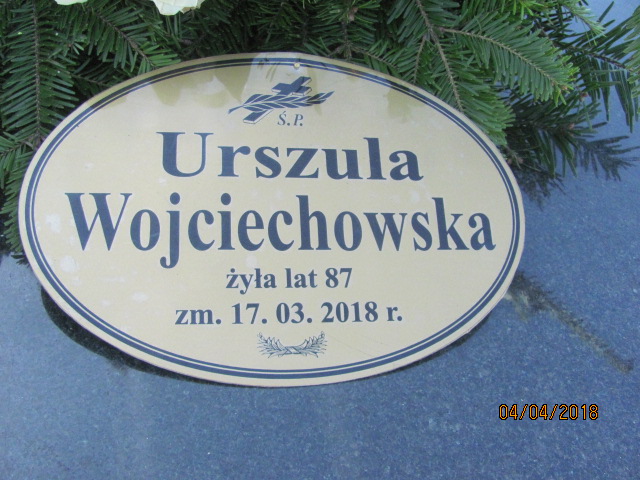 Ś.P.
Urszula
Wojciechowska
żyła lat 87
zm. 17. 03. 2018 r.
04/04/2018